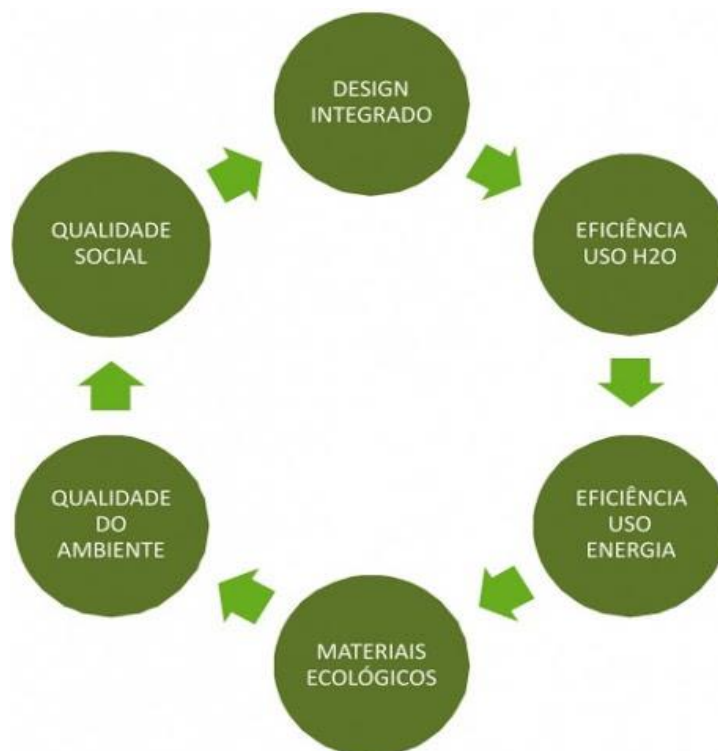 DESIGN
INTEGRADO
EFICIÊNCIA
USO H2O
EFICIÊNCIA
USO
ENERGIA
MATERIAIS
ECOLÓGICOS
QUALIDADE
DO
AMBIENTE
QUALIDADE
SOCIAL